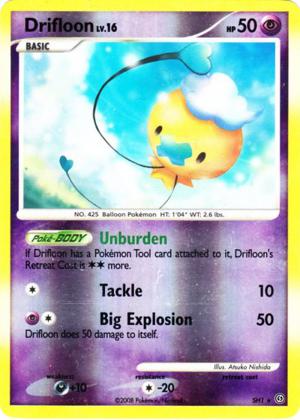 Drifloon LV.16 HP 50
BASIC
NO. 425 Balloon Pokémon HT: 1'04" WT: 2.6 lbs.
Poké-BODY Unburden
If Drifloon has a Pokémon Tool card attached to it, Drifloon's
Retreat Cost is more.
Tackle 10
Big Explosion 50
Drifloon does 50 damage to itself.
Illus. Atsuko Nishida
weakness resistance retreat cost
+10 -20 SH1
©2008 Pokémon/Nintendo